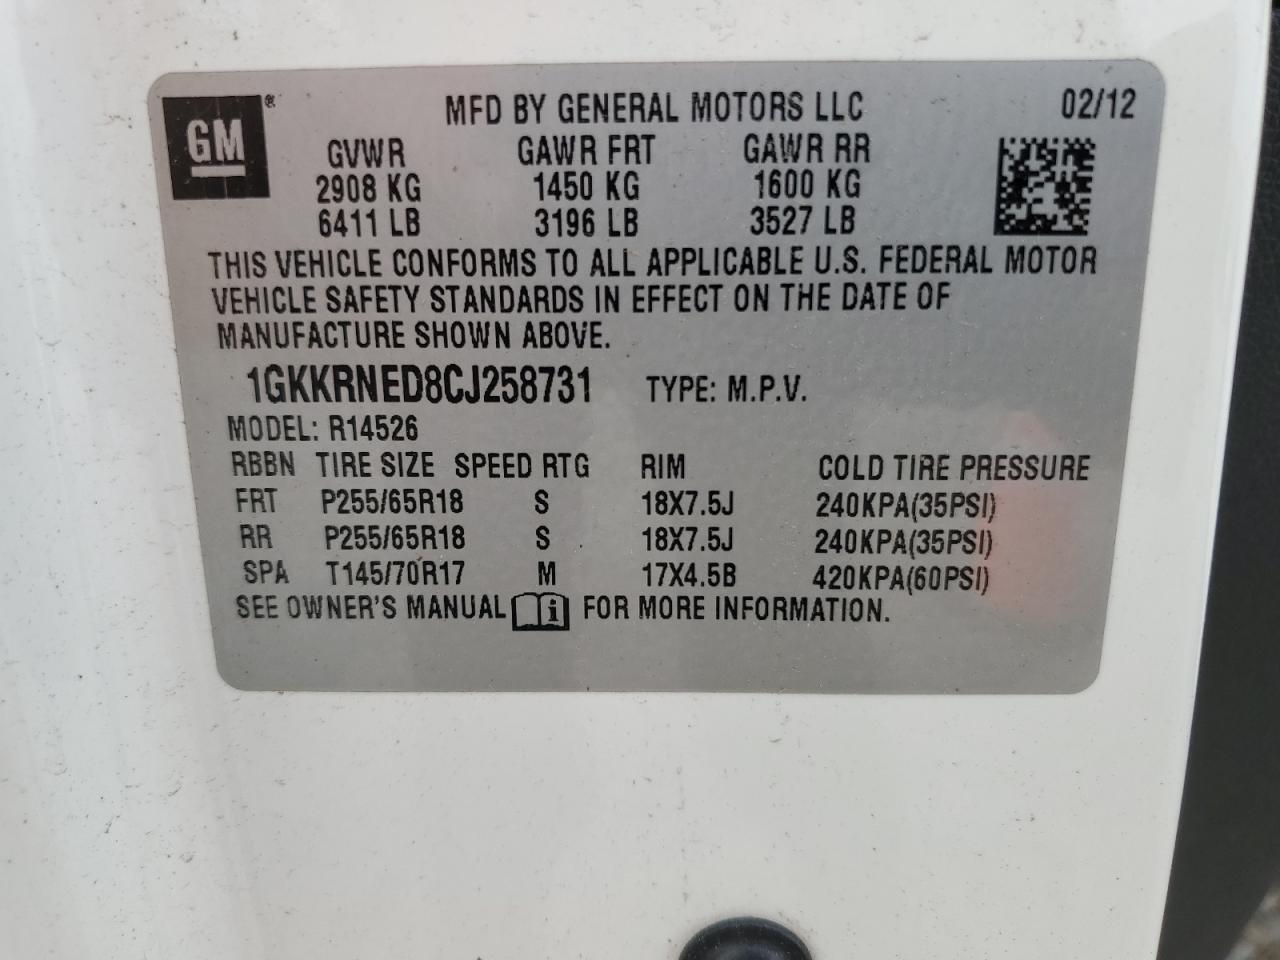 GM ® MFD BY GENERAL MOTORS LLC 02/12
GVWR GAWR FRT GAWR RR
2908 KG 1450 KG 1600 KG
6411 LB 3196 LB 3527 LB
THIS VEHICLE CONFORMS TO ALL APPLICABLE U.S. FEDERAL MOTOR
VEHICLE SAFETY STANDARDS IN EFFECT ON THE DATE OF
MANUFACTURE SHOWN ABOVE.
1GKKRNED8CJ258731 TYPE: M.P.V.
MODEL: R14526
RBBN TIRE SIZE SPEED RTG RIM COLD TIRE PRESSURE
FRT P255/65R18 S 18X7.5J 240KPA(35PSI)
RR P255/65R18 S 18X7.5J 240KPA(35PSI)
SPA T145/70R17 M 17X4.5B 420KPA(60PSI)
SEE OWNER'S MANUAL i FOR MORE INFORMATION.